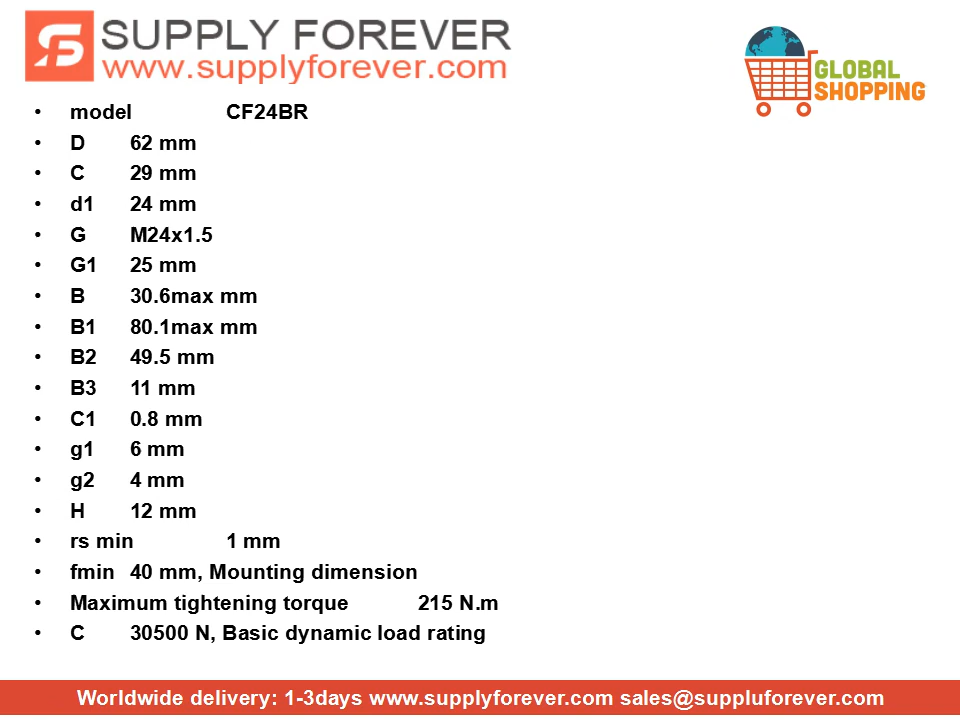 SUPPLY FOREVER
www.supplyforever.com
GLOBAL
SHOPPING
• model CF24BR
• D 62 mm
• C 29 mm
• d1 24 mm
• G M24x1.5
• G1 25 mm
• B 30.6max mm
• B1 80.1max mm
• B2 49.5 mm
• B3 11 mm
• C1 0.8 mm
• g1 6 mm
• g2 4 mm
• H 12 mm
• rs min 1 mm
• fmin 40 mm, Mounting dimension
• Maximum tightening torque 215 N.m
• C 30500 N, Basic dynamic load rating
Worldwide delivery: 1-3days www.supplyforever.com sales@suppluforever.com